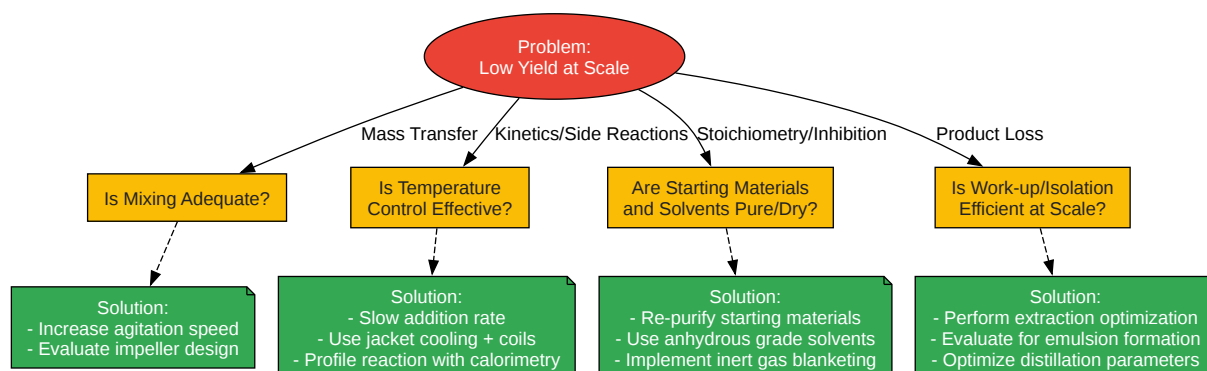 Problem:
Low Yield at Scale
Mass Transfer
Kinetics/Side Reactions
Stoichiometry/Inhibition
Product Loss
Is Mixing Adequate?
Is Temperature
Control Effective?
Are Starting Materials
and Solvents Pure/Dry?
Is Work-up/Isolation
Efficient at Scale?
Solution:
- Increase agitation speed
- Evaluate impeller design
Solution:
- Slow addition rate
- Use jacket cooling + coils
- Profile reaction with calorimetry
Solution:
- Re-purify starting materials
- Use anhydrous grade solvents
- Implement inert gas blanketing
Solution:
- Perform extraction optimization
- Evaluate for emulsion formation
- Optimize distillation parameters